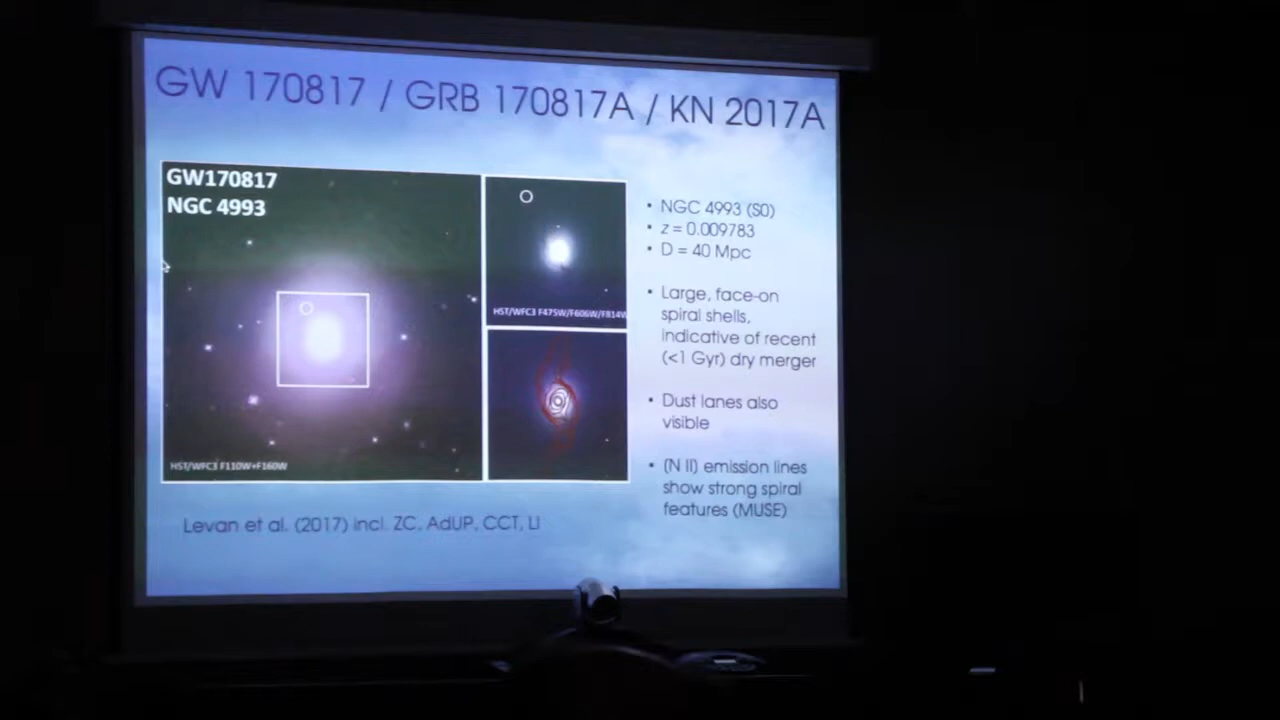 GW 170817 / GRB 170817A / KN 2017A
GW170817
NGC 4993
HST/WFC3 F110W+F160W
HST/WFC3 F475W/F606W/F814W
• NGC 4993 (S0)
• z = 0.009783
• D = 40 Mpc
• Large, face-on
spiral shells,
indicative of recent
(<1 Gyr) dry merger
• Dust lanes also
visible
• (N II) emission lines
show strong spiral
features (MUSE)
Levan et al. (2017) incl. ZC, AdUP, CCT, LI